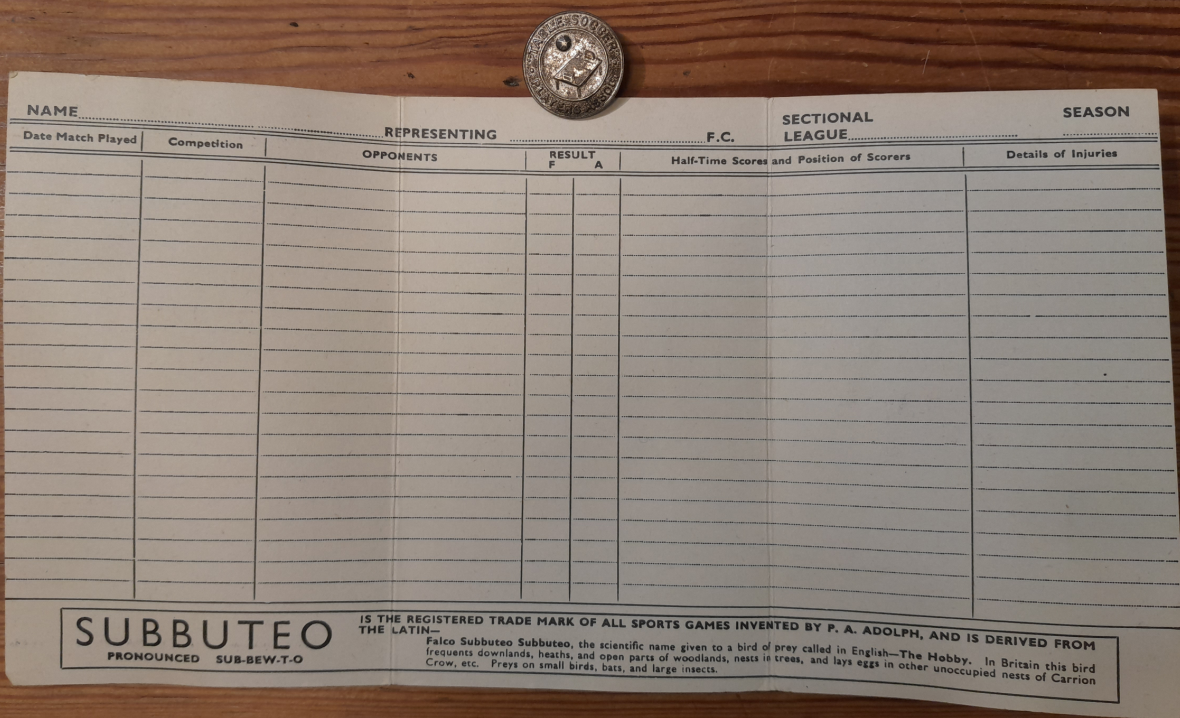 TABLE SOCCER
PLAYERS
NAME
REPRESENTING
F.C.
SECTIONAL
LEAGUE
SEASON
Date Match Played
Competition
OPPONENTS
RESULT
F A
Half-Time Scores and Position of Scorers
Details of Injuries
SUBBUTEO
PRONOUNCED SUB-BEW-T-O
IS THE REGISTERED TRADE MARK OF ALL SPORTS GAMES INVENTED BY P. A. ADOLPH, AND IS DERIVED FROM
THE LATIN—
Falco Subbuteo Subbuteo, the scientific name given to a bird of prey called in English—The Hobby. In Britain this bird
frequents downlands, heaths, and open parts of woodlands, nests in trees, and lays eggs in other unoccupied nests of Carrion
Crow, etc. Preys on small birds, bats, and large insects.